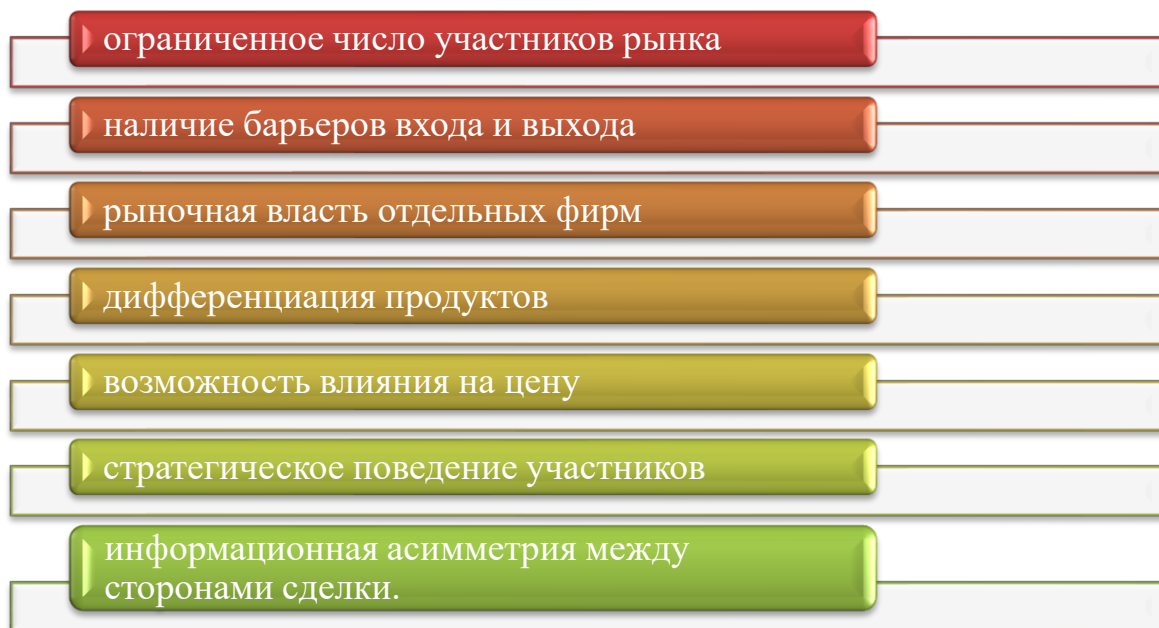 ограниченное число участников рынка
наличие барьеров входа и выхода
рыночная власть отдельных фирм
дифференциация продуктов
возможность влияния на цену
стратегическое поведение участников
информационная асимметрия между
сторонами сделки.